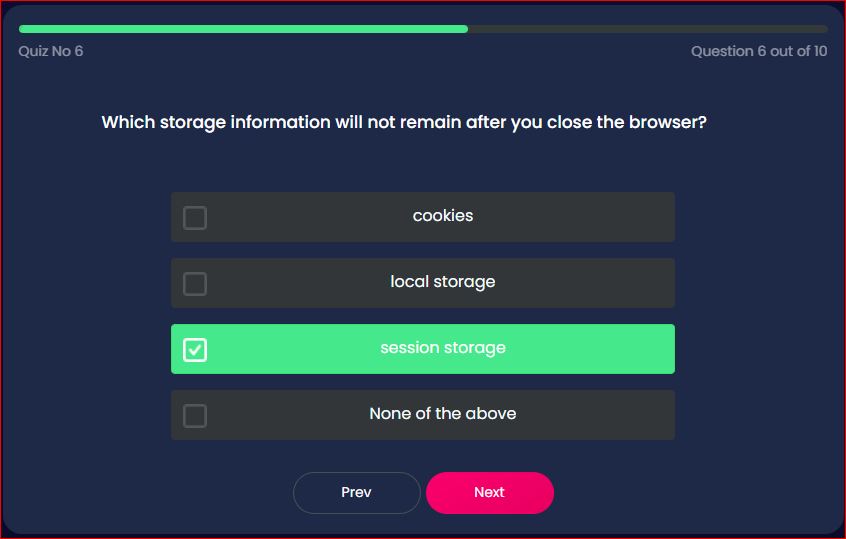 Quiz No 6
Question 6 out of 10
Which storage information will not remain after you close the browser?
cookies
local storage
session storage
None of the above
Prev
Next